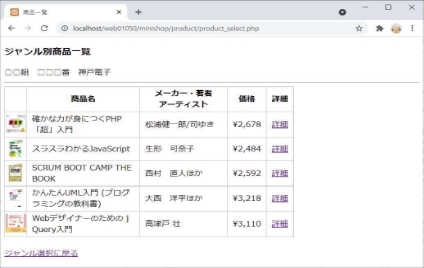 商品一覧
localhost/web01050/minishop/product/product_select.php
ジャンル別商品一覧
○○組 □□□番 神戸電子
商品名 メーカー・著者 価格 詳細
アーティスト
確かな力が身につくPHP
「超」入門 松浦健一郎/司ゆき ¥2,678 詳細
スラスラわかるJavaScript 生形 可奈子 ¥2,484 詳細
SCRUM BOOT CAMP THE
BOOK 西村 直人ほか ¥2,592 詳細
かんたんUML入門 (プログ
ラミングの教科書) 大西 洋平ほか ¥3,218 詳細
Webデザイナーのための j
Query入門 高津戸 壮 ¥3,110 詳細
ジャンル選択に戻る